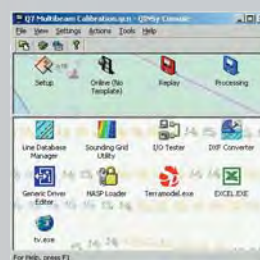 Q7 Multibeam Calibration.qcn - QINSy Console
File View Settings Actions Tools Help
Setup
Online (No Template)
Replay
Processing
Line Database Manager
Sounding Grid Utility
I/O Tester
DXF Converter
Generic Driver Editor
HASP Loader
Terramodel.exe
EXCEL.EXE
tv.exe
For Help, press F1